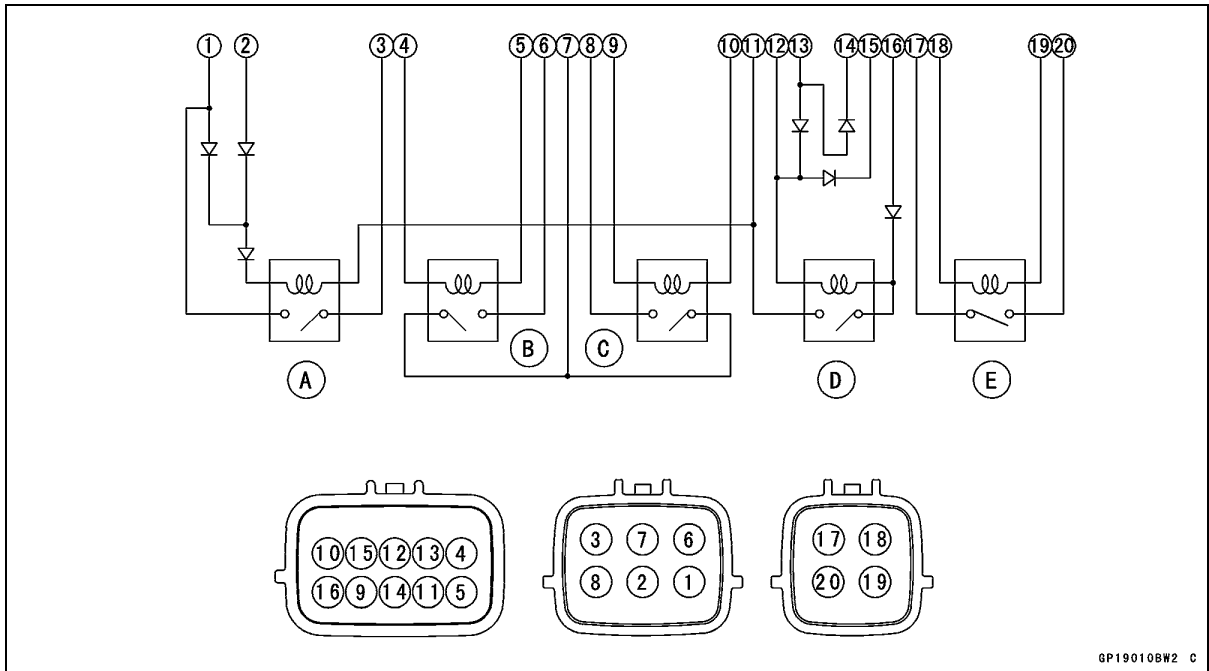 ① ② ③ ④ ⑤ ⑥ ⑦ ⑧ ⑨ ⑩ ⑪ ⑫ ⑬ ⑭ ⑮ ⑯ ⑰ ⑱ ⑲ ⑳
B C
A D E
10 15 12 13 4
16 9 14 11 5
3 7 6
8 2 1
17 18
20 19
GP19010BW2 C